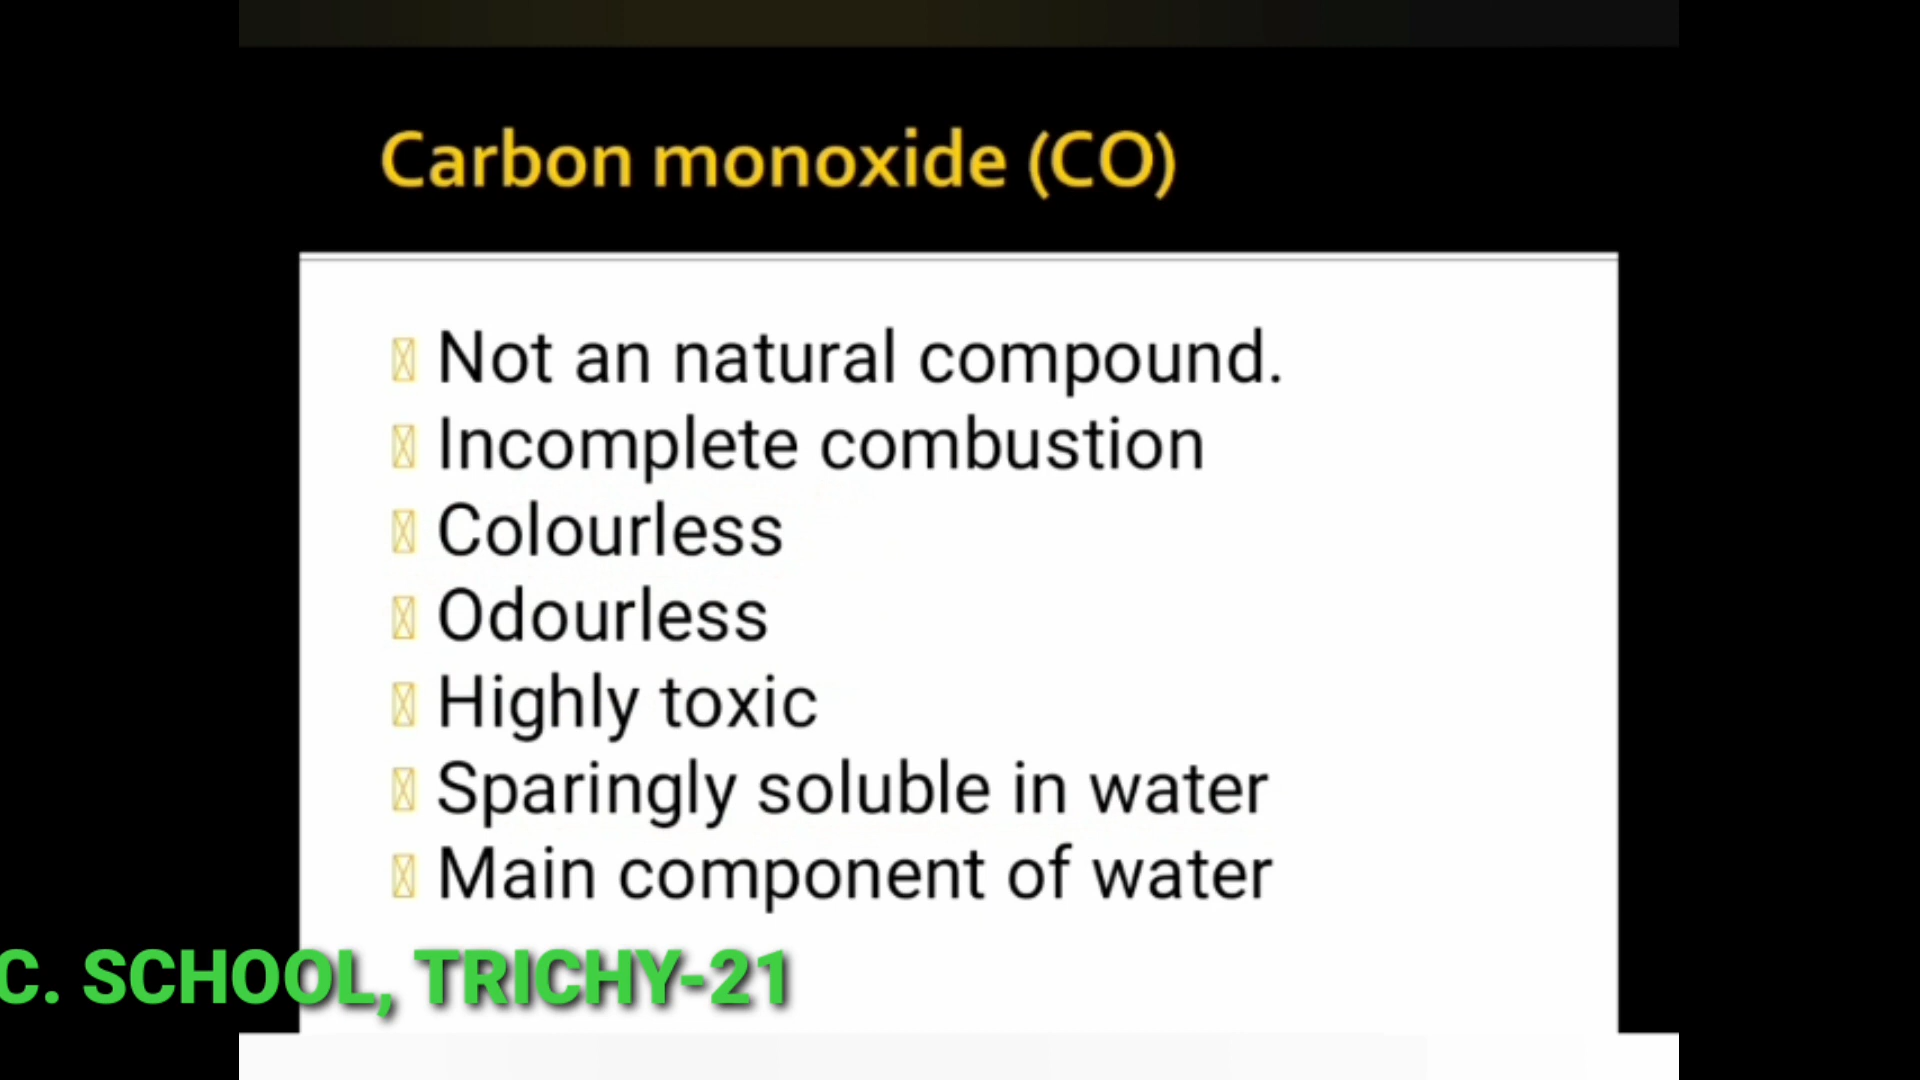 Carbon monoxide (CO)
Not an natural compound.
Incomplete combustion
Colourless
Odourless
Highly toxic
Sparingly soluble in water
Main component of water
C. SCHOOL, TRICHY-21